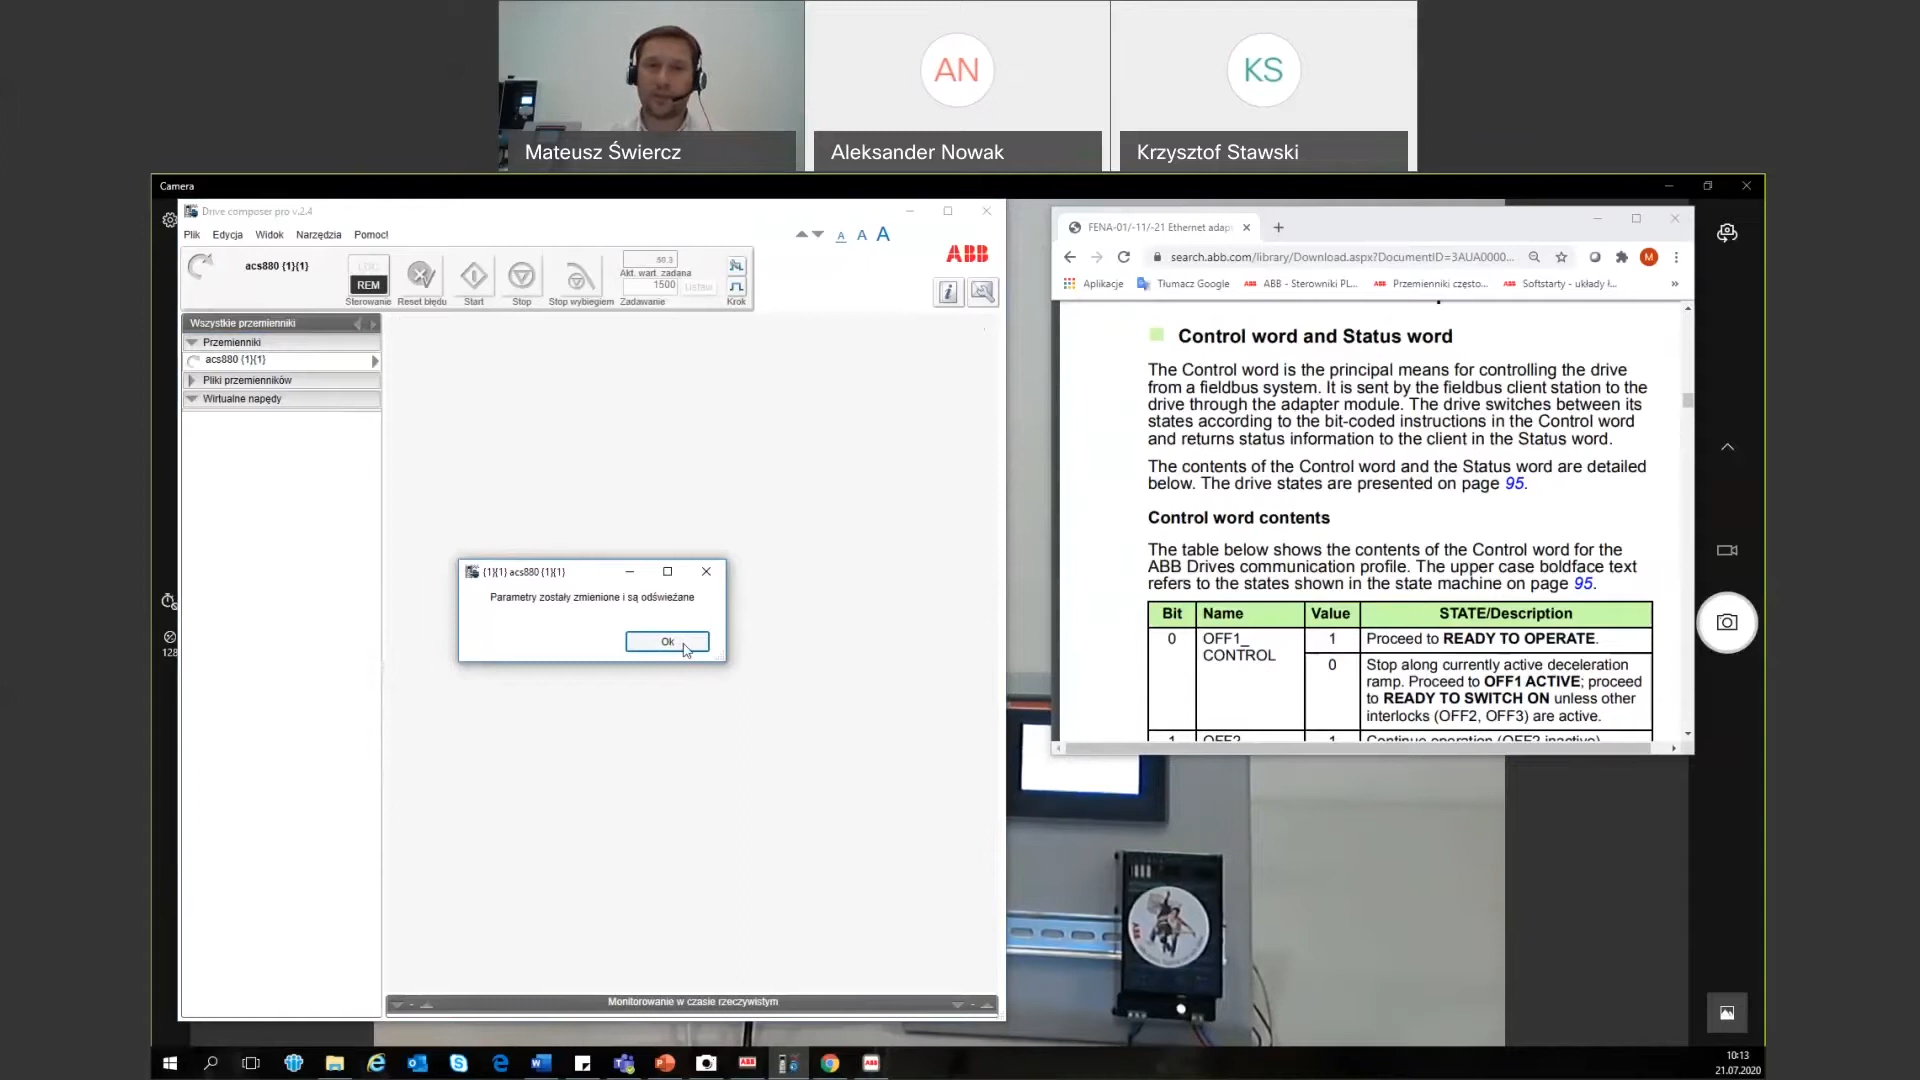 AN
KS
Mateusz Świercz
Aleksander Nowak
Krzysztof Stawski
Camera
Drive composer pro v.2.4
Plik Edycja Widok Narzędzia Pomoc!
A A A
ABB
acs880 {1}{1}
REM
Sterowanie
Reset błędu
Start
Stop
Stop wybiegiem
Akt. wart. zadana
1500
Zadawanie
Krok
Wszystkie przemienniki
Przemienniki
acs880 {1}{1}
Pliki przemienników
Wirtualne napędy
{1}{1} acs880 {1}{1}
Parametry zostały zmienione i są odświeżane
Ok
Monitorowanie w czasie rzeczywistym
FENA-01/-11/-21 Ethernet adap
search.abb.com/library/Download.aspx?DocumentID=3AUA0000...
M
Aplikacje
Tłumacz Google
ABB - Sterowniki PL...
Przemienniki często...
Softstarty - układy ł...
Control word and Status word
The Control word is the principal means for controlling the drive
from a fieldbus system. It is sent by the fieldbus client station to the
drive through the adapter module. The drive switches between its
states according to the bit-coded instructions in the Control word
and returns status information to the client in the Status word.
The contents of the Control word and the Status word are detailed
below. The drive states are presented on page 95.
Control word contents
The table below shows the contents of the Control word for the
ABB Drives communication profile. The upper case boldface text
refers to the states shown in the state machine on page 95.
Bit Name Value STATE/Description
0 OFF1_
CONTROL
1 Proceed to READY TO OPERATE.
0 Stop along currently active deceleration
ramp. Proceed to OFF1 ACTIVE; proceed
to READY TO SWITCH ON unless other
interlocks (OFF2, OFF3) are active.
1 OFF2 1 Continue operation (OFF2 inactive)
128
10:13
21.07.2020